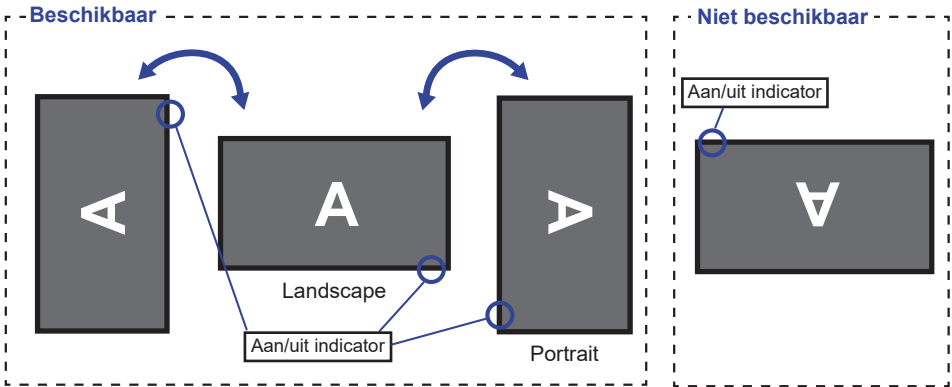 Beschikbaar
A
A
A
Landscape
Aan/uit indicator
Portrait
Niet beschikbaar
Aan/uit indicator
A